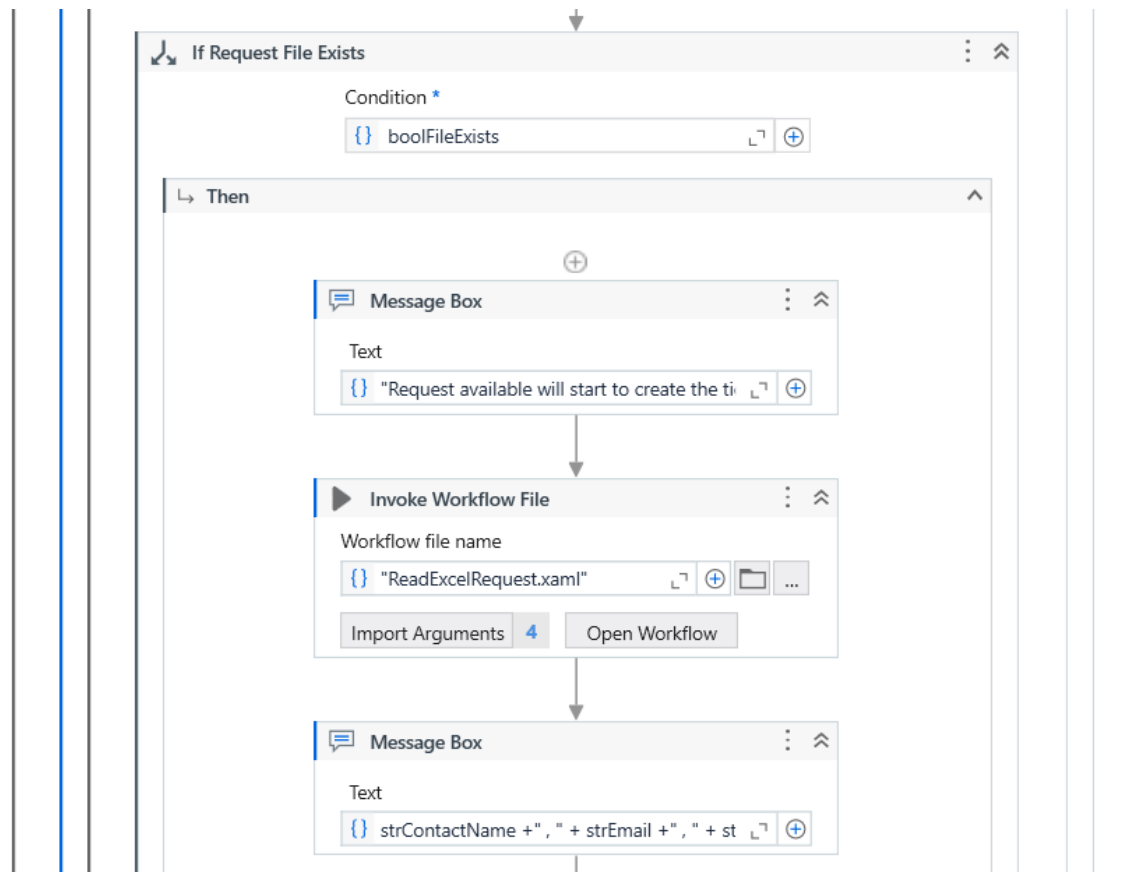 If Request File Exists
Condition *
{} boolFileExists
Then
Message Box
Text
{} "Request available will start to create the
Invoke Workflow File
Workflow file name
{} "ReadExcelRequest.xaml"
...
Import Arguments 4 Open Workflow
Message Box
Text
{} strContactName +" , " + strEmail +" , " + st